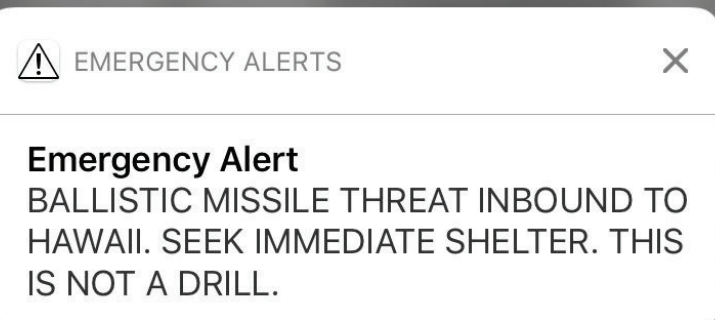 EMERGENCY ALERTS
Emergency Alert
BALLISTIC MISSILE THREAT INBOUND TO
HAWAII. SEEK IMMEDIATE SHELTER. THIS
IS NOT A DRILL.